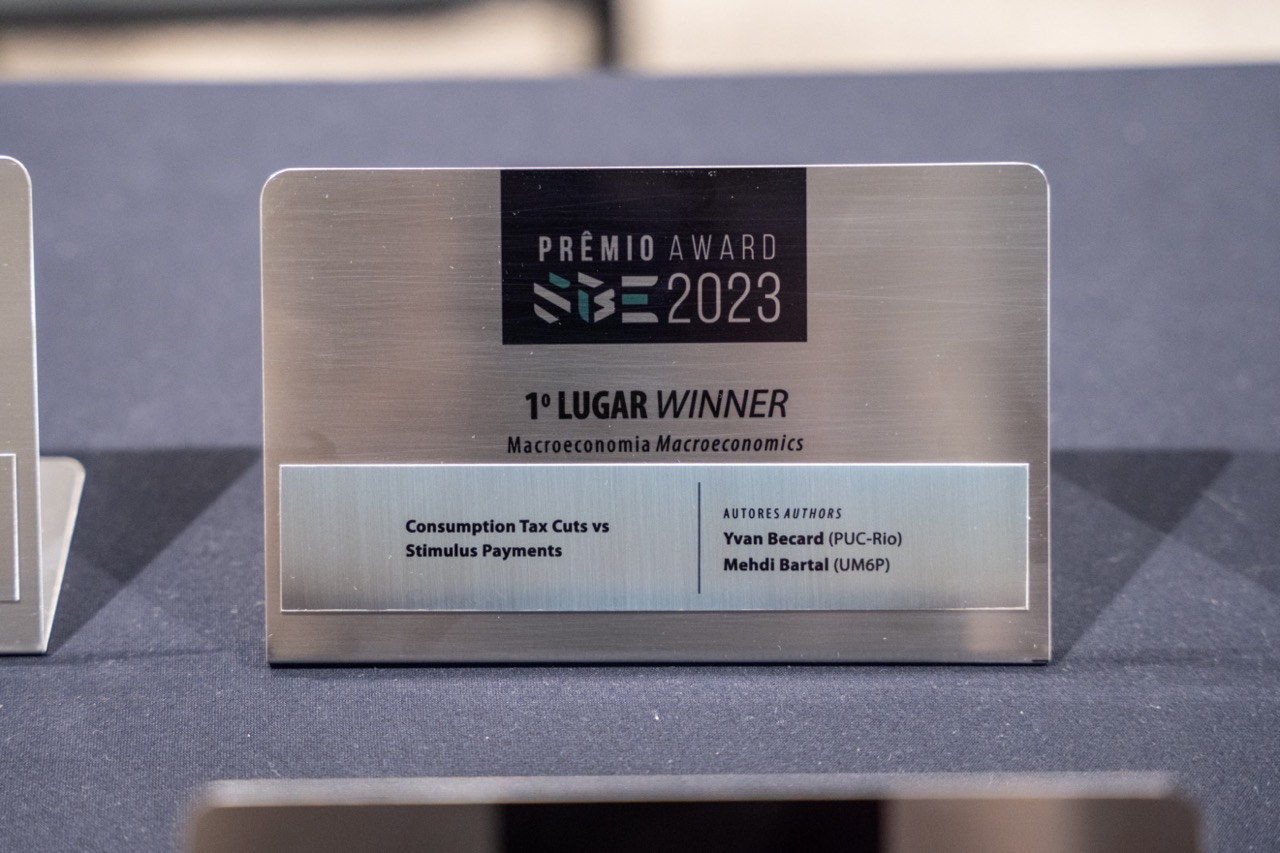 PRÊMIO AWARD
SBE 2023
1º LUGAR WINNER
Macroeconomia Macroeconomics
Consumption Tax Cuts vs
Stimulus Payments
AUTORES AUTHORS
Yvan Becard (PUC-Rio)
Mehdi Bartal (UM6P)